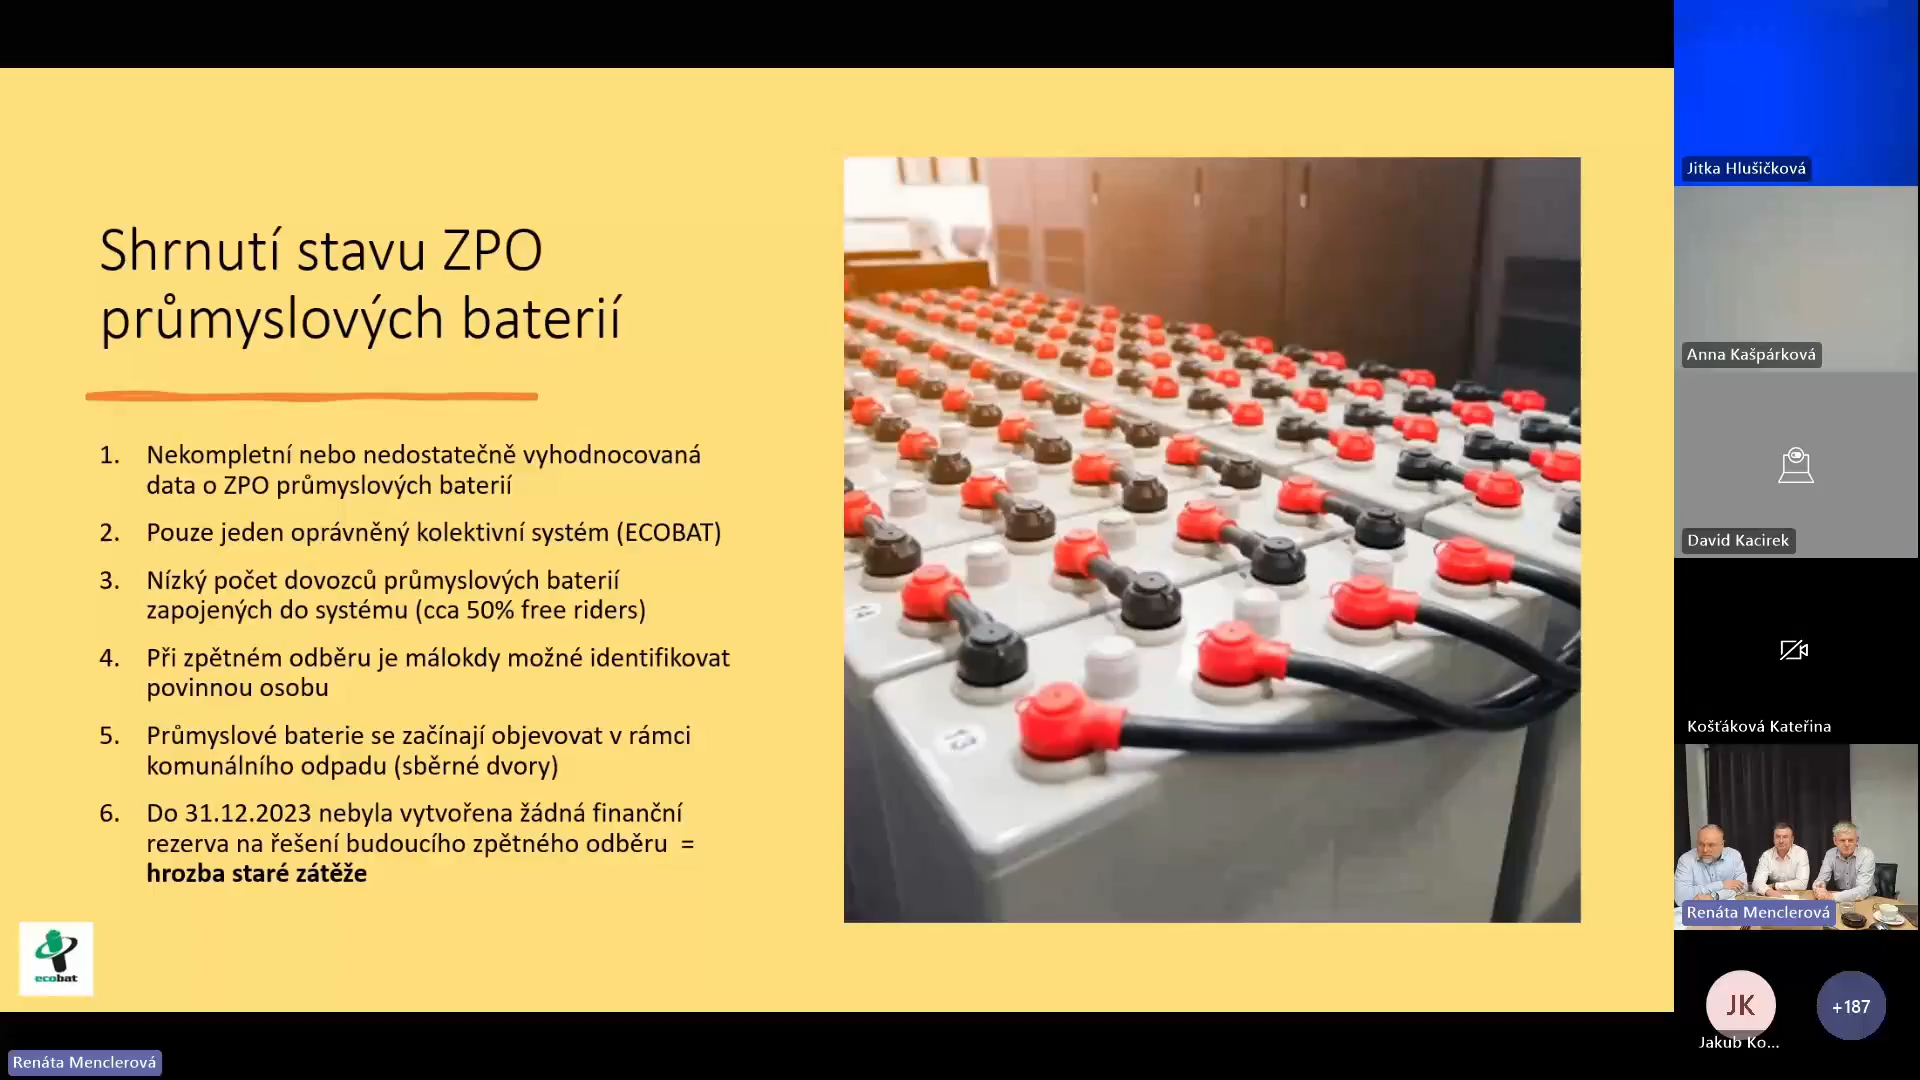 Shrnutí stavu ZPO
průmyslových baterií
1. Nekompletní nebo nedostatečně vyhodnocovaná
data o ZPO průmyslových baterií
2. Pouze jeden oprávněný kolektivní systém (ECOBAT)
3. Nízký počet dovozců průmyslových baterií
zapojených do systému (cca 50% free riders)
4. Při zpětném odběru je málokdy možné identifikovat
povinnou osobu
5. Průmyslové baterie se začínají objevovat v rámci
komunálního odpadu (sběrné dvory)
6. Do 31.12.2023 nebyla vytvořena žádná finanční
rezerva na řešení budoucího zpětného odběru =
hrozba staré zátěže
ecobat
13
Renáta Menclerová
Jitka Hlušičková
Anna Kašpárková
David Kacirek
Košťáková Kateřina
Renáta Menclerová
JK
Jakub Ko...
+187